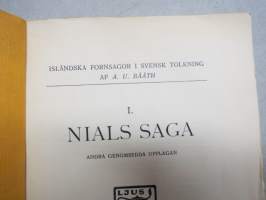 ISLÄNDSKA FORNSAGOR I SVENSK TOLKNING
AF A. U. BÅÅTH
I.
NIALS SAGA
ANDRA GENOMSEDDA UPPLAGAN
LJUS